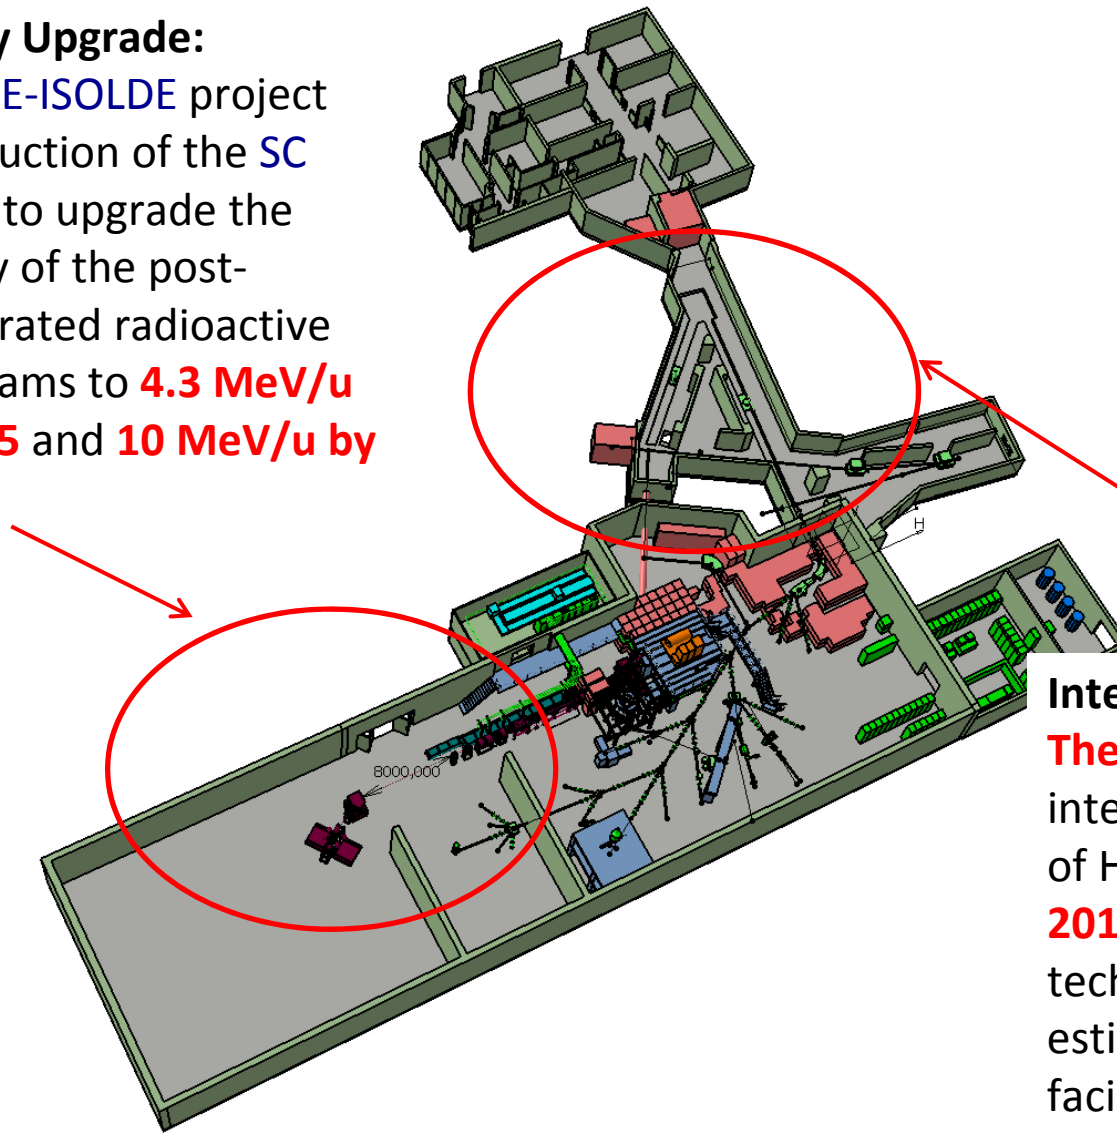 y Upgrade:
E-ISOLDE project
uction of the SC
to upgrade the
y of the post-
rated radioactive
ams to 4.3 MeV/u
5 and 10 MeV/u by
H
8000,000
Inte
The
inte
of H
201
tech
esti
faci